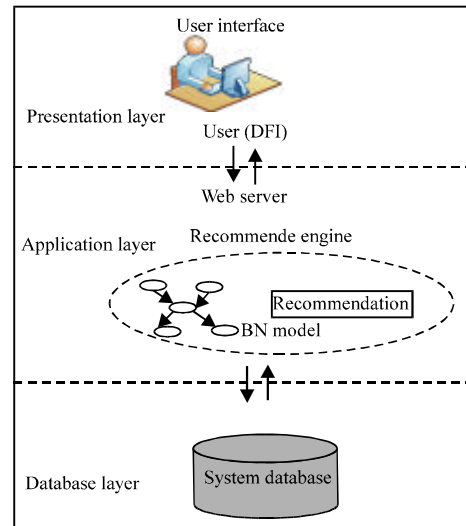 User interface
Presentation layer
User (DFI)
Web server
Application layer
Recommende engine
Recommendation
BN model
System database
Database layer